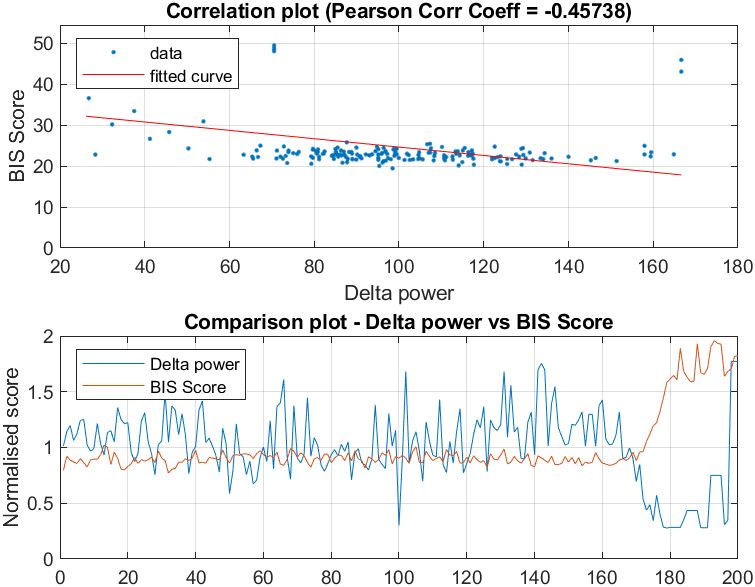 Correlation plot (Pearson Corr Coeff = -0.45738)
50
40
30
20
10
0
BIS Score
data
fitted curve
20 40 60 80 100 120 140 160 180
Delta power
Comparison plot - Delta power vs BIS Score
2
1.5
1
0.5
0
Normalised score
Delta power
BIS Score
0 20 40 60 80 100 120 140 160 180 200